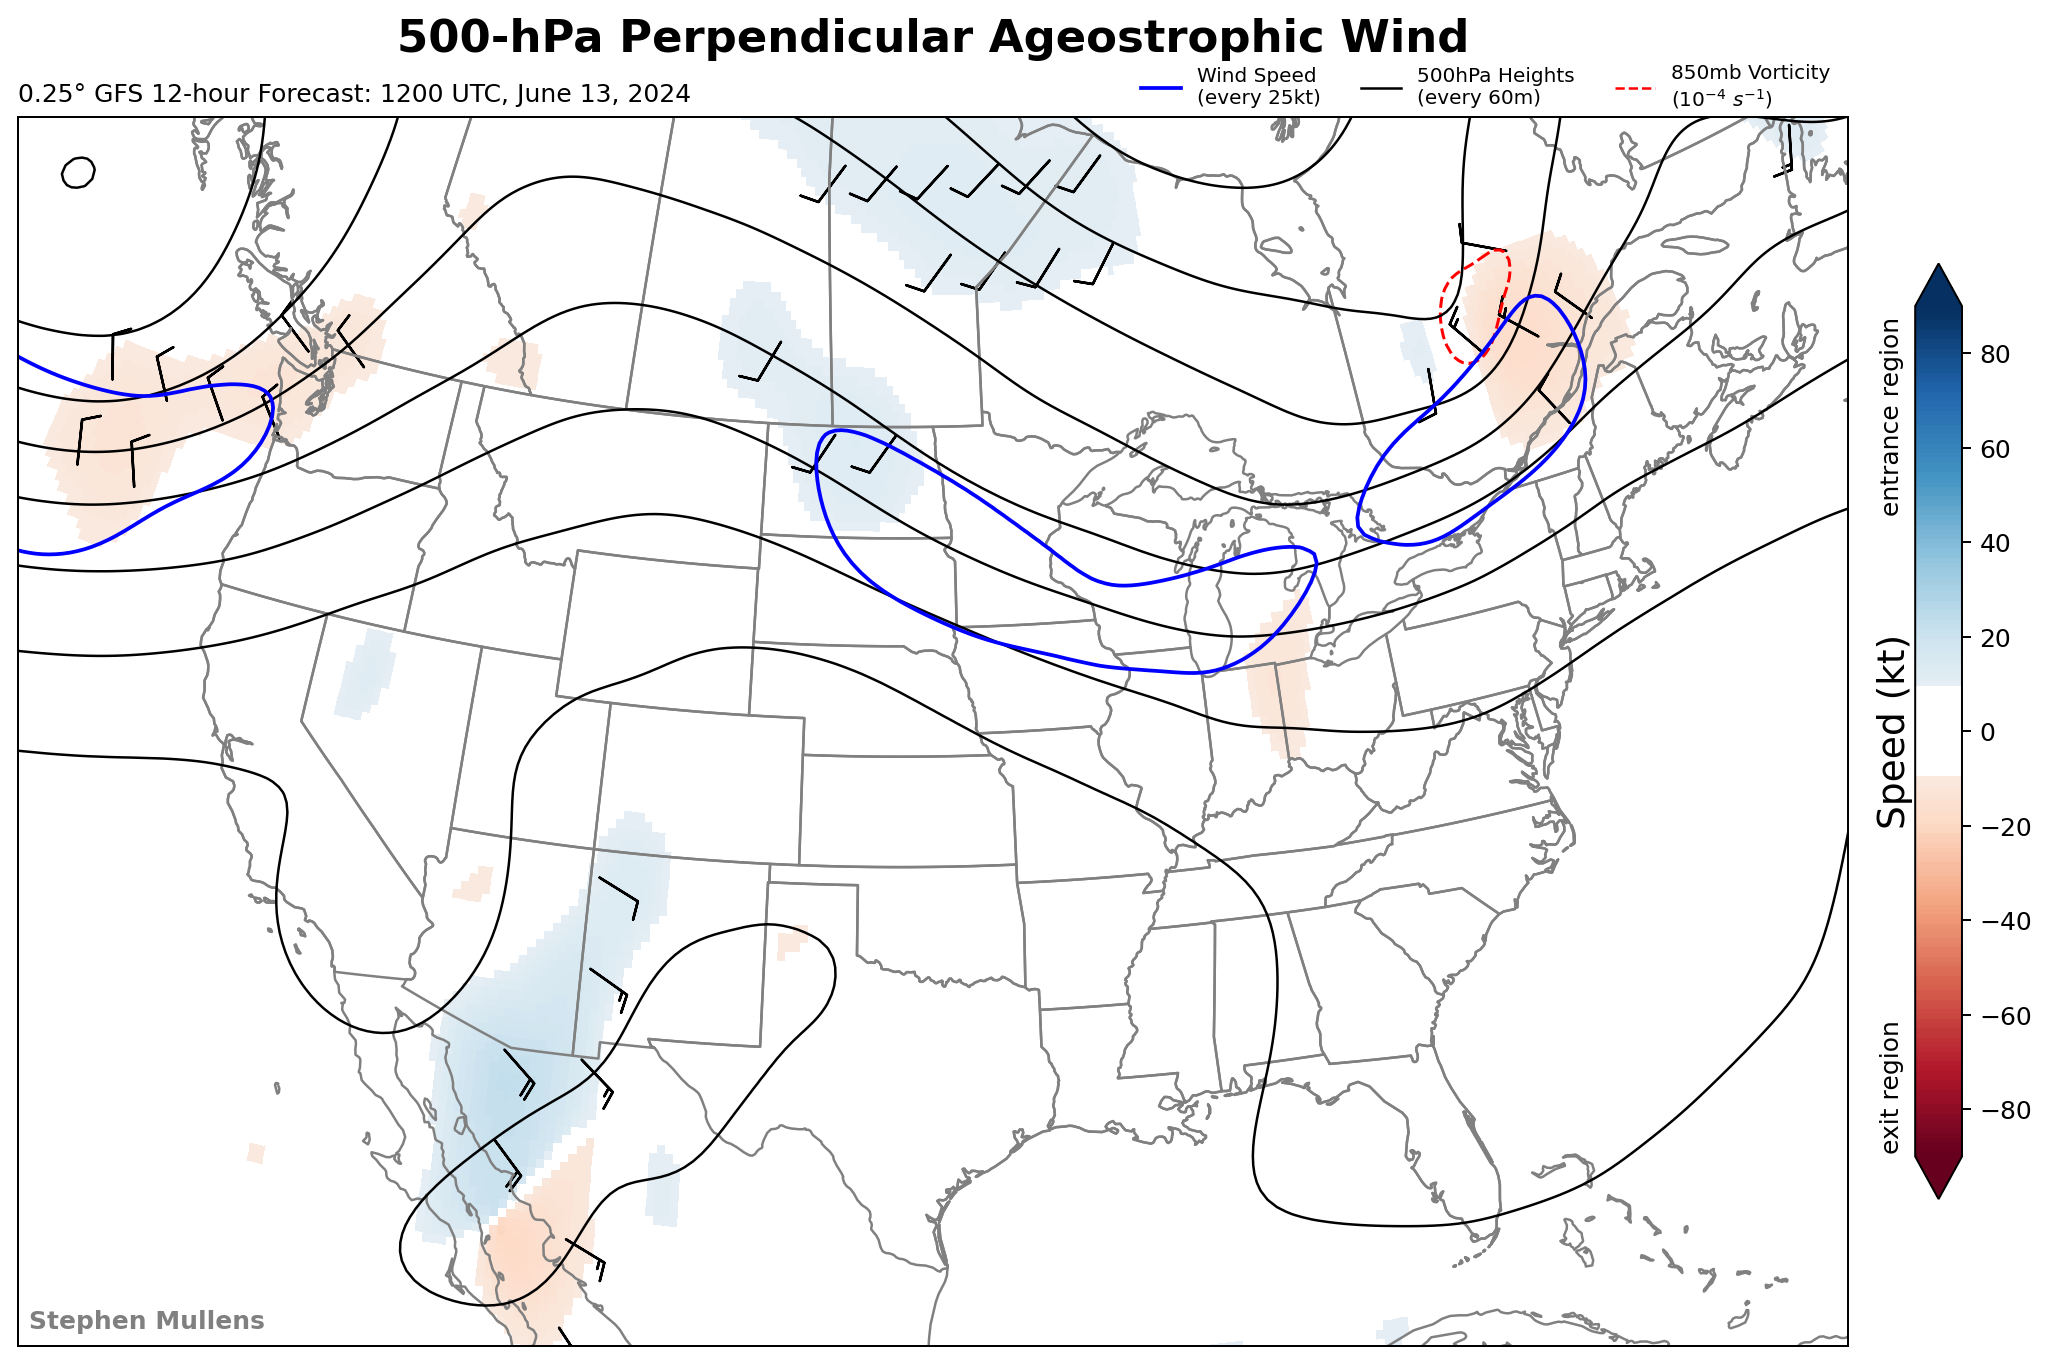 500-hPa Perpendicular Ageostrophic Wind
0.25° GFS 12-hour Forecast: 1200 UTC, June 13, 2024
Wind Speed
(every 25kt)
500hPa Heights
(every 60m)
850mb Vorticity
(10⁻⁴ s⁻¹)
entrance region
Speed (kt)
exit region
80
60
40
20
0
−20
−40
−60
−80
Stephen Mullens